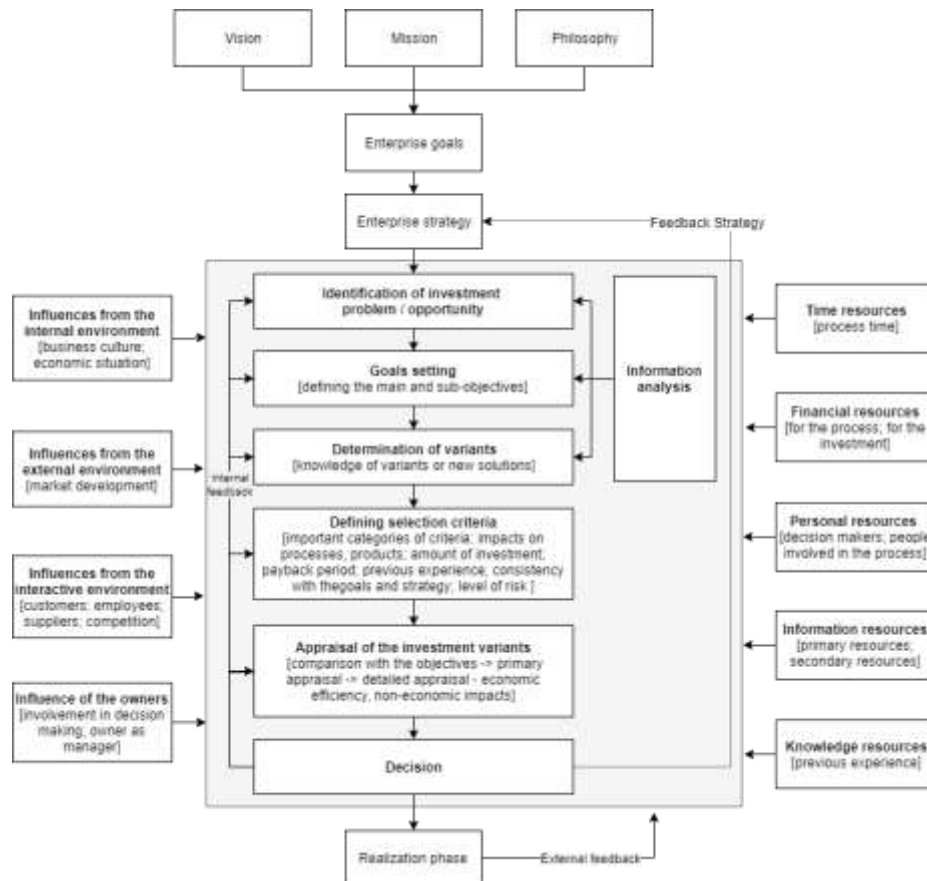 Vision
Mission
Philosophy
Enterprise goals
Enterprise strategy
Feedback Strategy
Identification of investment
problem / opportunity
Goals setting
[defining the main and sub-objectives]
Determination of variants
[knowledge of variants or new solutions]
Internal
feedback
Defining selection criteria
[important categories of criteria: impacts on
processes, products; amount of investment,
payback period; previous experience; consistency
with thegoals and strategy; level of risk ]
Appraisal of the investment variants
[comparison with the objectives -> primary
appraisal -> detailed appraisal - economic
efficiency, non-economic impacts]
Decision
Information
analysis
Influences from the
internal environment
[business culture;
economic situation]
Influences from the
external environment
[market development]
Influences from the
interactive environment
[customers; employees;
suppliers; competition]
Influence of the owners
[involvement in decision
making; owner as
manager]
Time resources
[process time]
Financial resources
[for the process; for the
investment]
Personal resources
[decision makers; people
involved in the process]
Information resources
[primary resources;
secondary resources]
Knowledge resources
[previous experience]
Realization phase
External feedback